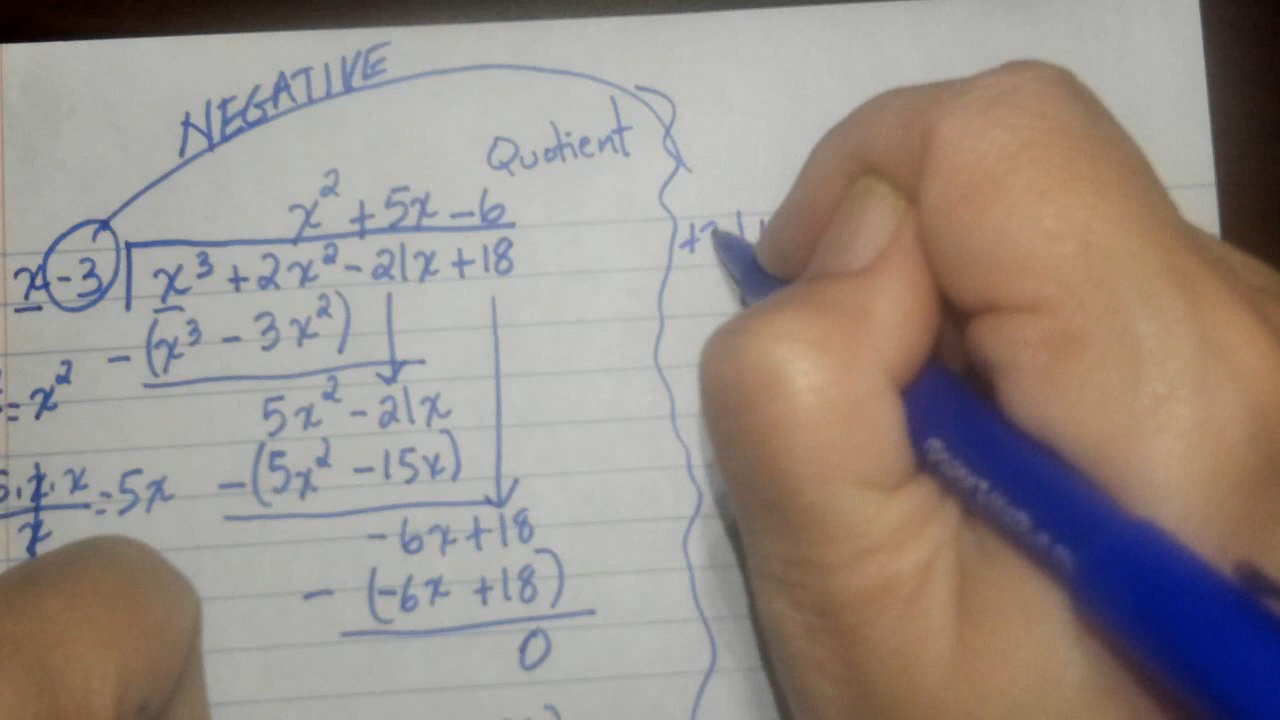 NEGATIVE
Quotient
x² + 5x - 6
x - 3 x³ + 2x² - 21x + 18
- (x³ - 3x²)
= x²
5x² - 21x
5·x·x/x = 5x - (5x² - 15x)
-6x + 18
- (-6x + 18)
0